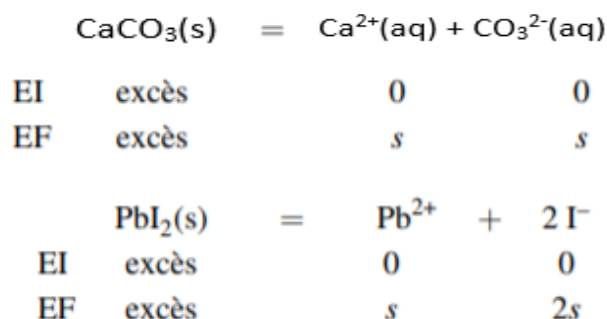 CaCO₃(s) = Ca²⁺(aq) + CO₃²⁻(aq)
EI excès 0 0
EF excès s s
PbI₂(s) = Pb²⁺ + 2 I⁻
EI excès 0 0
EF excès s 2s